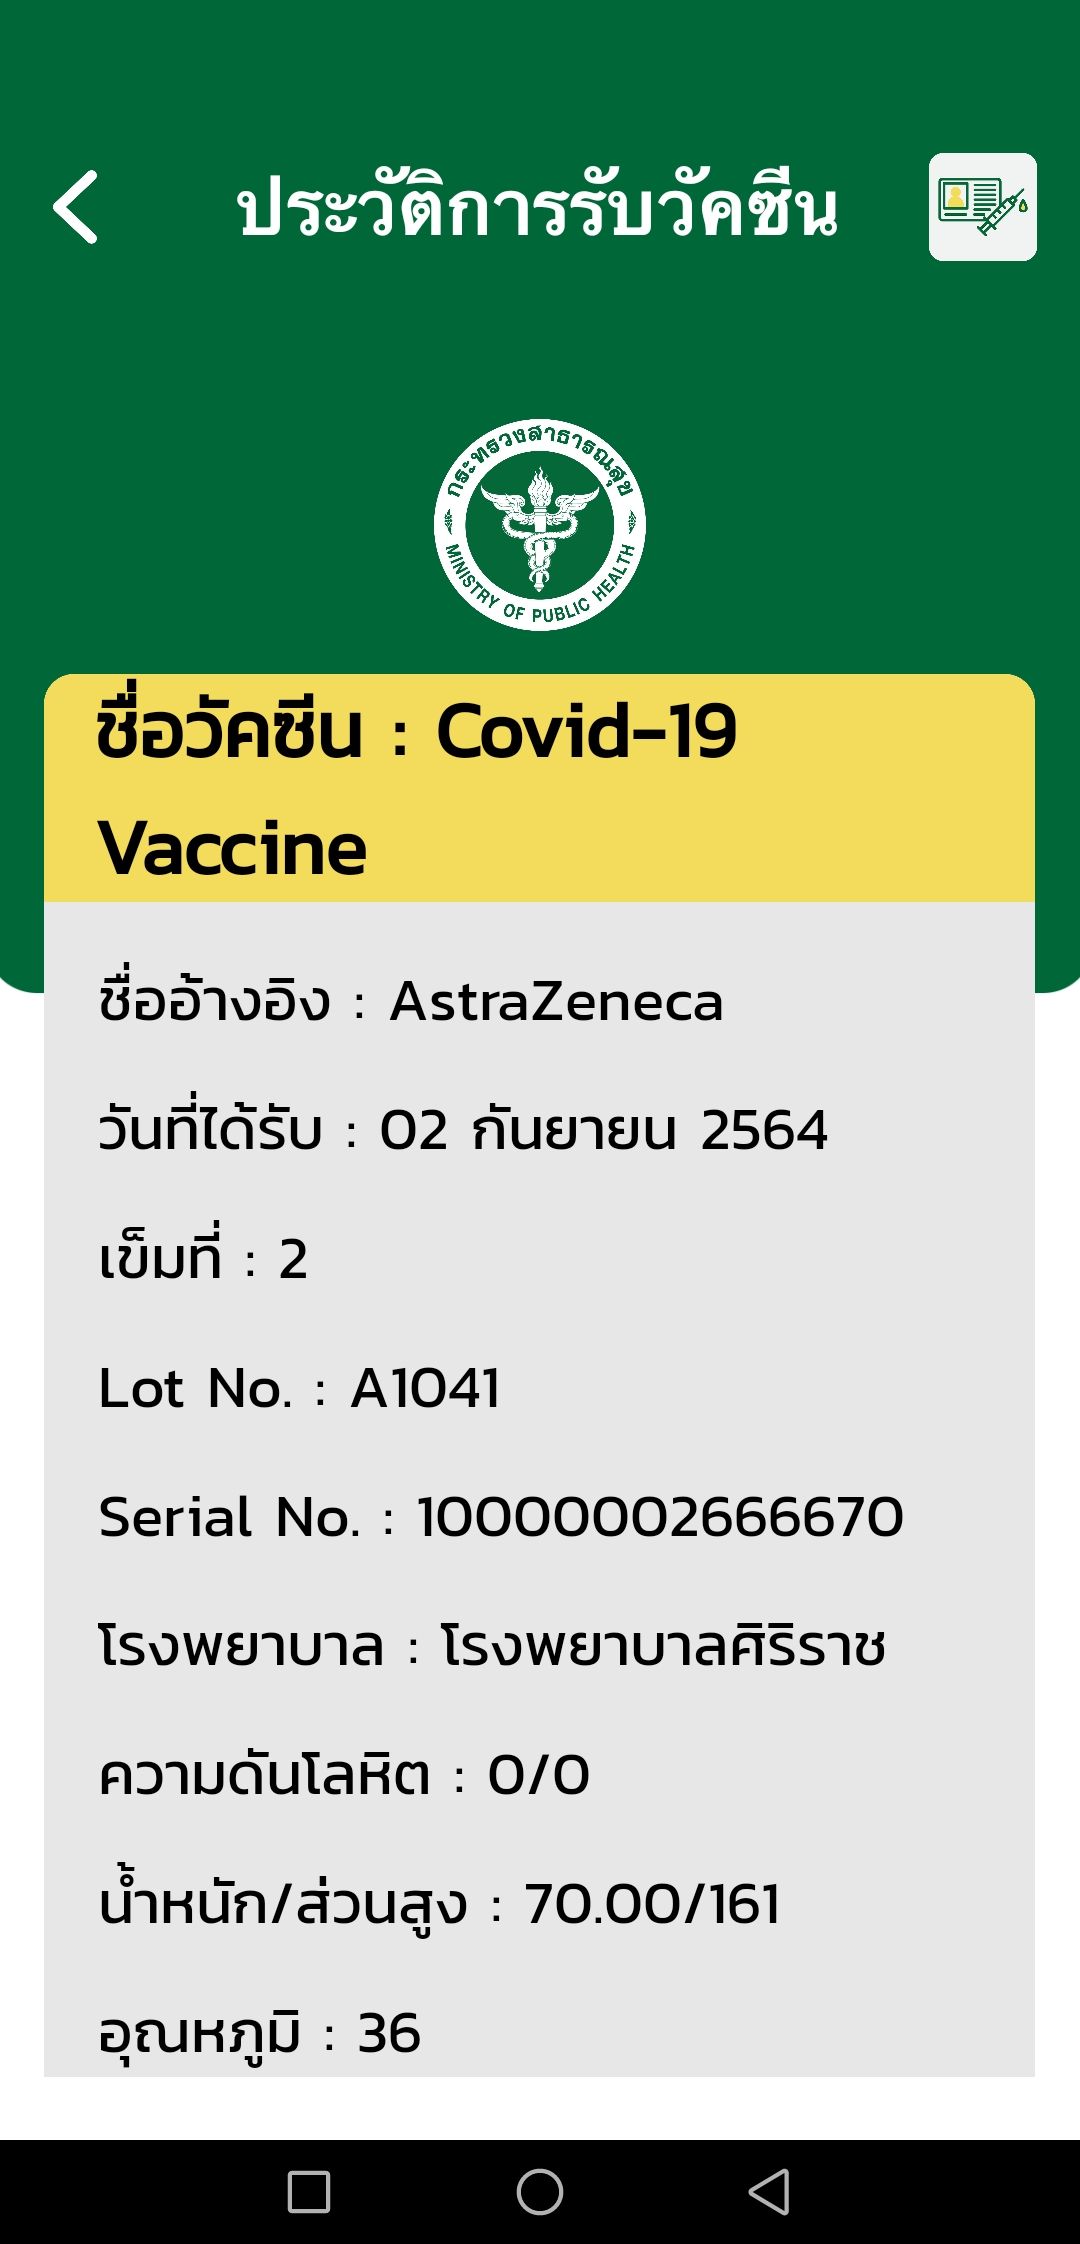 ประวัติการรับวัคซีน
กระทรวงสาธารณสุข
MINISTRY OF PUBLIC HEALTH
ชื่อวัคซีน : Covid-19
Vaccine
ชื่ออ้างอิง : AstraZeneca
วันที่ได้รับ : 02 กันยายน 2564
เข็มที่ : 2
Lot No. : A1041
Serial No. : 10000002666670
โรงพยาบาล : โรงพยาบาลศิริราช
ความดันโลหิต : 0/0
น้ำหนัก/ส่วนสูง : 70.00/161
อุณหภูมิ : 36